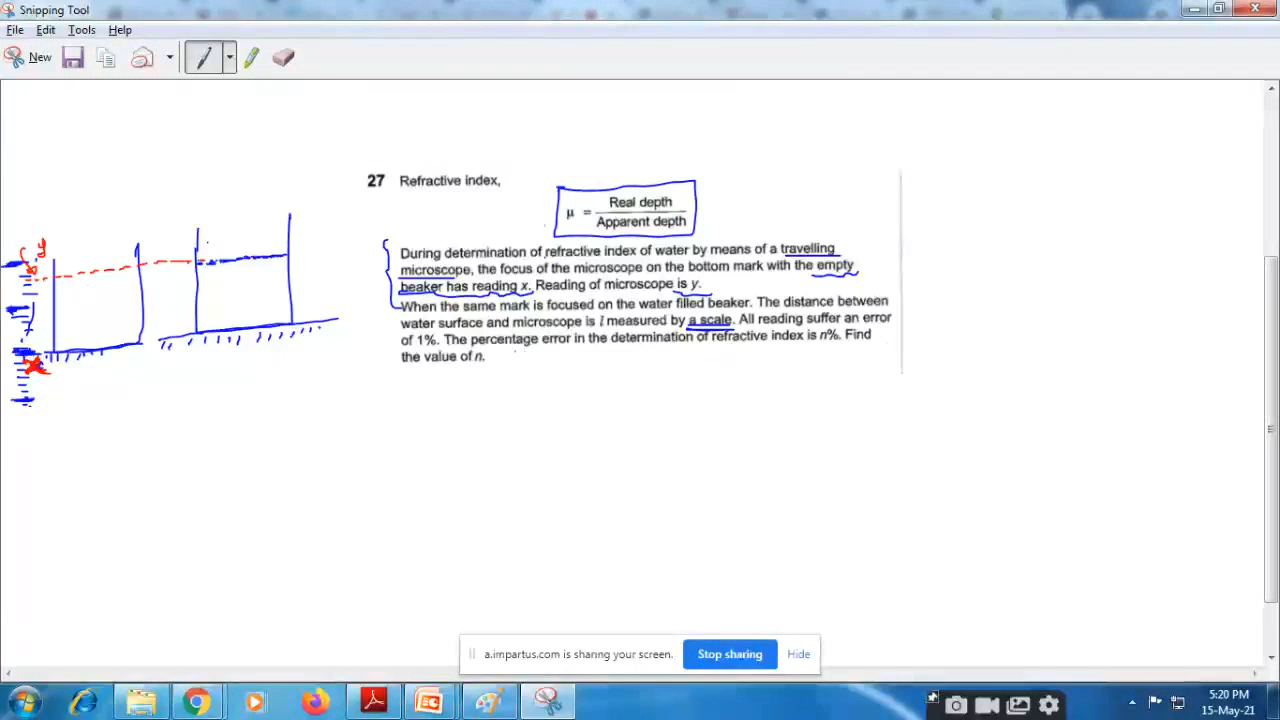 Snipping Tool
File Edit Tools Help
New
27 Refractive index,
μ = Real depth
Apparent depth
During determination of refractive index of water by means of a travelling
microscope, the focus of the microscope on the bottom mark with the empty
beaker has reading x. Reading of microscope is y.
When the same mark is focused on the water filled beaker. The distance between
water surface and microscope is l measured by a scale. All reading suffer an error
of 1%. The percentage error in the determination of refractive index is n%. Find
the value of n.
y
x
a.impartus.com is sharing your screen. Stop sharing Hide
5:20 PM
15-May-21